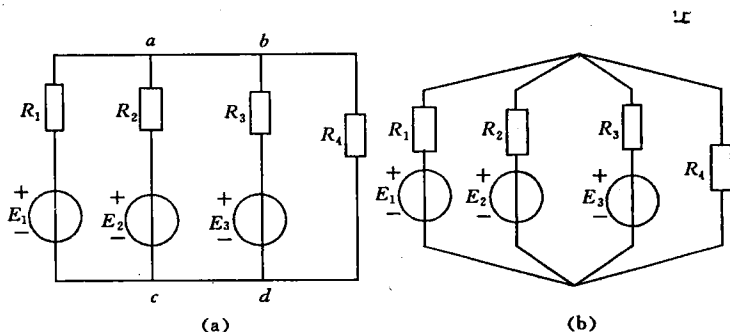 a b
R₁ R₂ R₃ R₄
+ + +
E₁ E₂ E₃
− − −
c d
(a)
R₁ R₂ R₃ R₄
+ + +
E₁ E₂ E₃
− − −
(b)